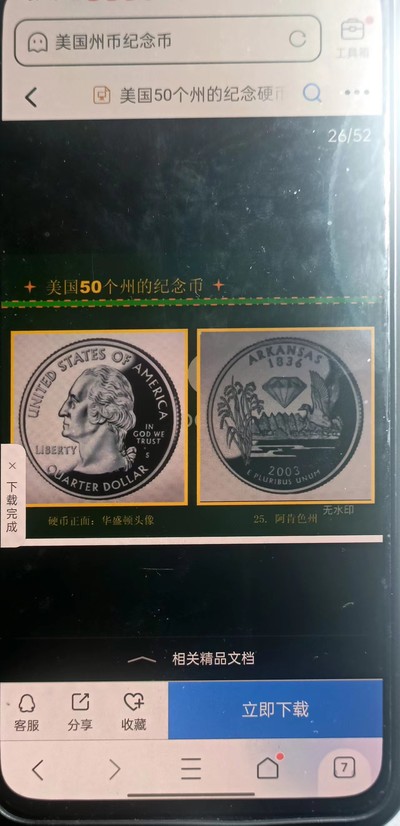 美国州币纪念币
工具箱
美国50个州的纪念硬币
26/52
美国50个州的纪念币
UNITED STATES OF AMERICA
LIBERTY
IN
GOD WE
TRUST
S
QUARTER DOLLAR
ARKANSAS
1836
2003
E PLURIBUS UNUM
无水印
×
下载完成
硬币正面：华盛顿头像
25. 阿肯色州
相关精品文档
客服
分享
收藏
立即下载
7